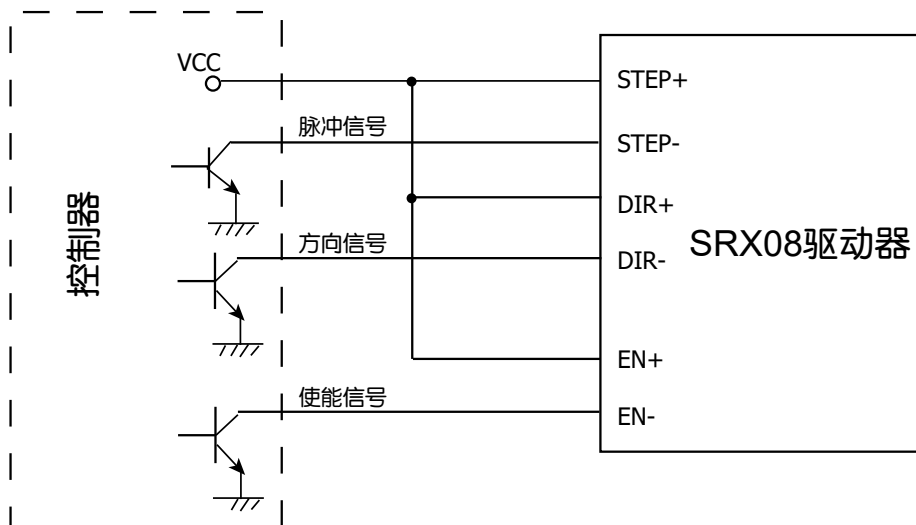 VCC
STEP+
脉冲信号
STEP-
DIR+
控制器
方向信号
DIR-
SRX08驱动器
EN+
使能信号
EN-